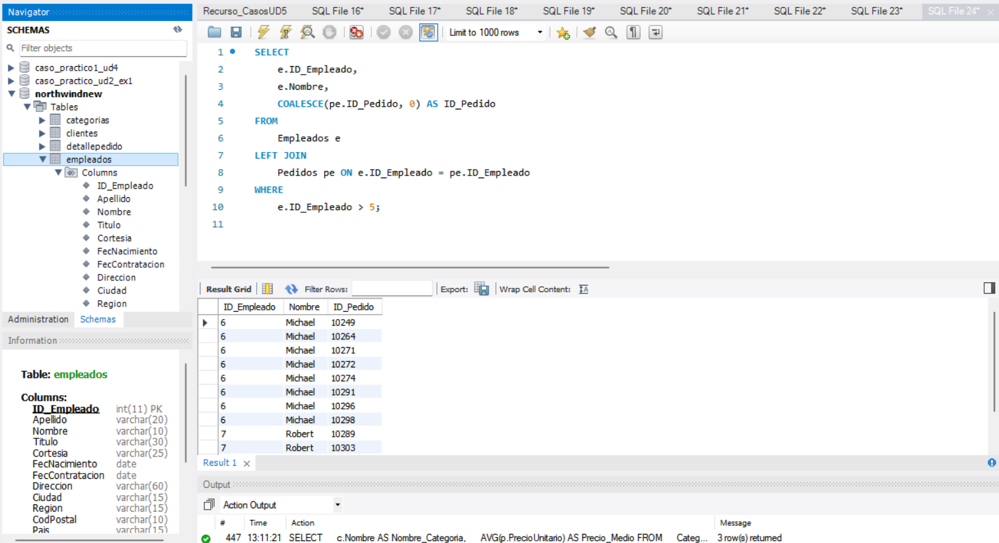 Navigator
SCHEMAS
Filter objects
caso_practico1_ud4
caso_practico_ud2_ex1
northwindnew
Tables
categorias
clientes
detallepedido
empleados
Columns
ID_Empleado
Apellido
Nombre
Titulo
Cortesia
FecNacimiento
FecContratacion
Direccion
Ciudad
Region
Administration Schemas
Information
Table: empleados
Columns:
ID_Empleado int(11) PK
Apellido varchar(20)
Nombre varchar(10)
Titulo varchar(30)
Cortesia varchar(25)
FecNacimiento date
FecContratacion date
Direccion varchar(60)
Ciudad varchar(15)
Region varchar(15)
CodPostal varchar(10)
Pais varchar(15)
Recurso_CasosUD5 SQL File 16* SQL File 17* SQL File 18* SQL File 19* SQL File 20* SQL File 21* SQL File 22* SQL File 23* SQL File 24*
Limit to 1000 rows
1 SELECT
2 e.ID_Empleado,
3 e.Nombre,
4 COALESCE(pe.ID_Pedido, 0) AS ID_Pedido
5 FROM
6 Empleados e
7 LEFT JOIN
8 Pedidos pe ON e.ID_Empleado = pe.ID_Empleado
9 WHERE
10 e.ID_Empleado > 5;
11
Result Grid Filter Rows: Export: Wrap Cell Content:
ID_Empleado Nombre ID_Pedido
6 Michael 10249
6 Michael 10264
6 Michael 10271
6 Michael 10272
6 Michael 10274
6 Michael 10291
6 Michael 10296
6 Michael 10298
7 Robert 10289
7 Robert 10303
Result 1
Output
Action Output
# Time Action Message
447 13:11:21 SELECT c.Nombre AS Nombre_Categoria, AVG(p.PrecioUnitario) AS Precio_Medio FROM Categ... 3 row(s) returned